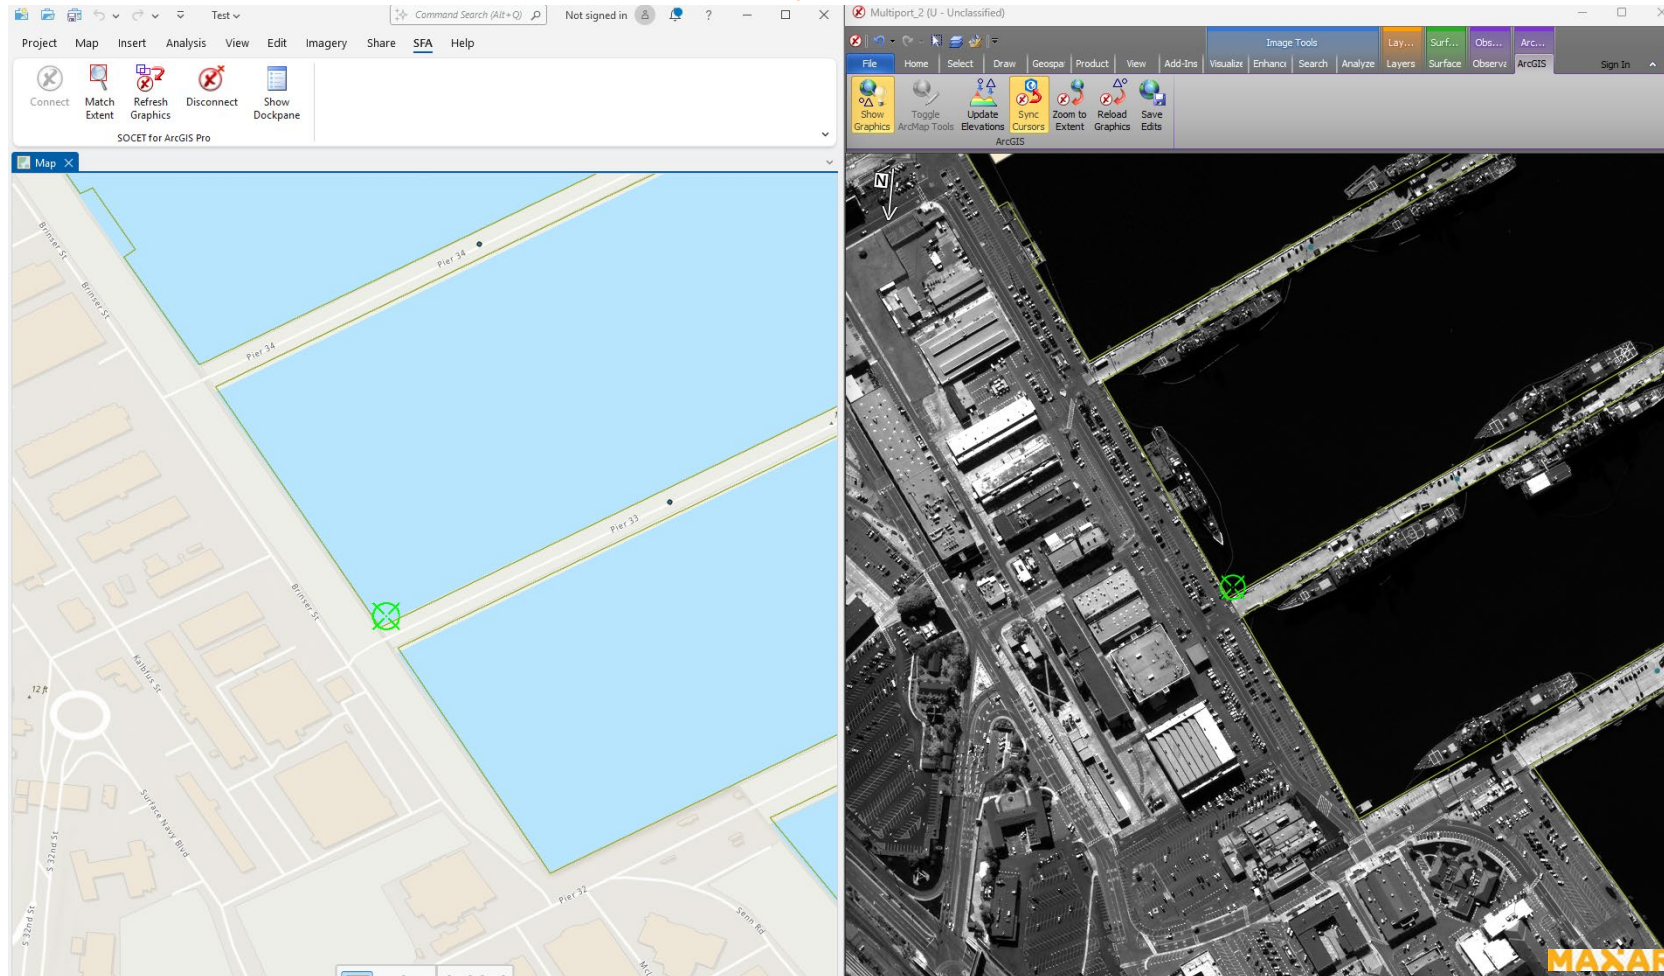 Test
Command Search (Alt+Q)
Not signed in
?
Project Map Insert Analysis View Edit Imagery Share SFA Help
Connect
Match Extent
Refresh Graphics
Disconnect
Show Dockpane
SOCET for ArcGIS Pro
Map
Brinser St
Brinser St
Pier 34
Pier 34
Pier 33
Brinser St
Kalbfus St
12 ft
Surface Navy Blvd
S 32nd St
S 32nd St
Pier 32
Senn Rd
Multiport_2 (U - Unclassified)
Image Tools
Lay...
Surf...
Obs...
Arc...
File Home Select Draw Geospa Product View Add-Ins Visualize Enhance Search Analyze Layers Surface Observa ArcGIS Sign In
Show Graphics
Toggle ArcMap Tools
Update Elevations
Sync Cursors
Zoom to Extent
Reload Graphics
Save Edits
ArcGIS
N
MAXAR